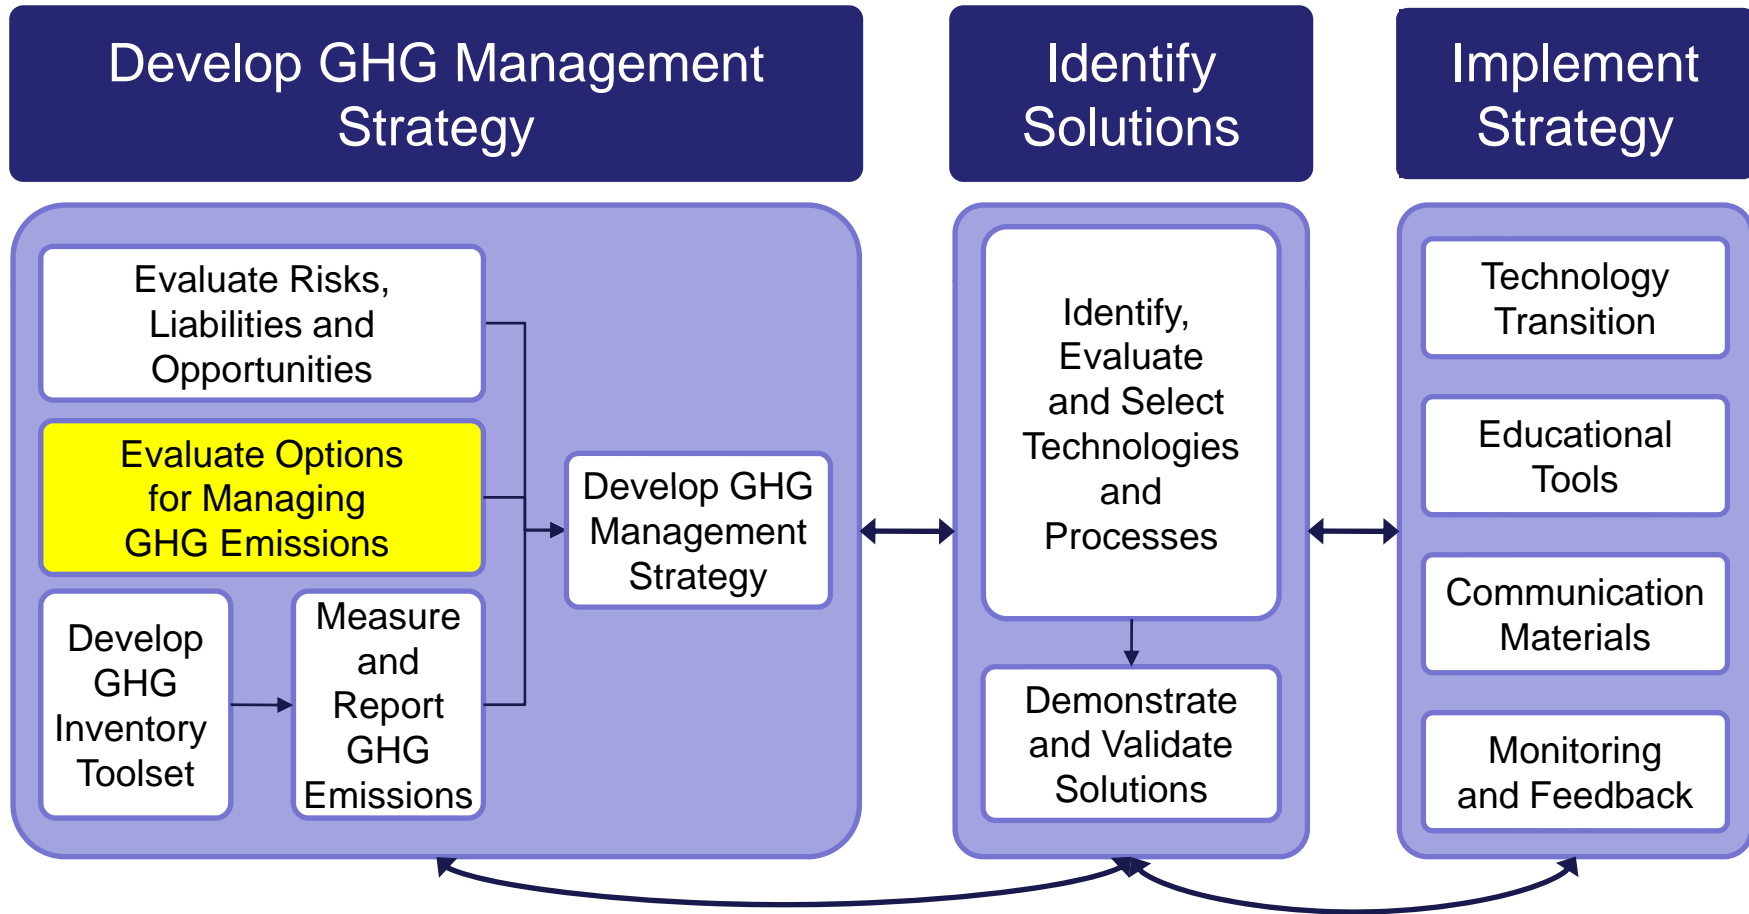 Develop GHG Management
Strategy
Identify
Solutions
Implement
Strategy
Evaluate Risks,
Liabilities and
Opportunities
Evaluate Options
for Managing
GHG Emissions
Develop
GHG
Inventory
Toolset
Measure
and
Report
GHG
Emissions
Develop GHG
Management
Strategy
Identify,
Evaluate
and Select
Technologies
and
Processes
Demonstrate
and Validate
Solutions
Technology
Transition
Educational
Tools
Communication
Materials
Monitoring
and Feedback